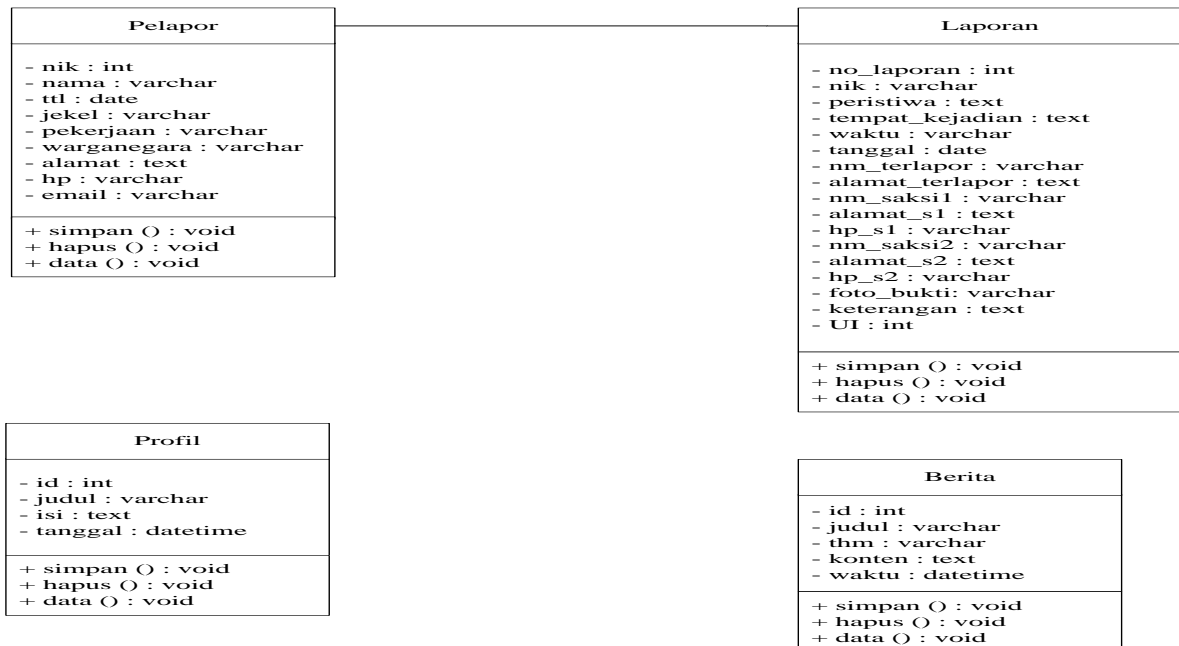 Pelapor
- nik : int
- nama : varchar
- ttl : date
- jekel : varchar
- pekerjaan : varchar
- warganegara : varchar
- alamat : text
- hp : varchar
- email : varchar
+ simpan () : void
+ hapus () : void
+ data () : void
Laporan
- no_laporan : int
- nik : varchar
- peristiwa : text
- tempat_kejadian : text
- waktu : varchar
- tanggal : date
- nm_terlapor : varchar
- alamat_terlapor : text
- nm_saksi1 : varchar
- alamat_s1 : text
- hp_s1 : varchar
- nm_saksi2 : varchar
- alamat_s2 : text
- hp_s2 : varchar
- foto_bukti: varchar
- keterangan : text
- UI : int
+ simpan () : void
+ hapus () : void
+ data () : void
Profil
- id : int
- judul : varchar
- isi : text
- tanggal : datetime
+ simpan () : void
+ hapus () : void
+ data () : void
Berita
- id : int
- judul : varchar
- thm : varchar
- konten : text
- waktu : datetime
+ simpan () : void
+ hapus () : void
+ data () : void